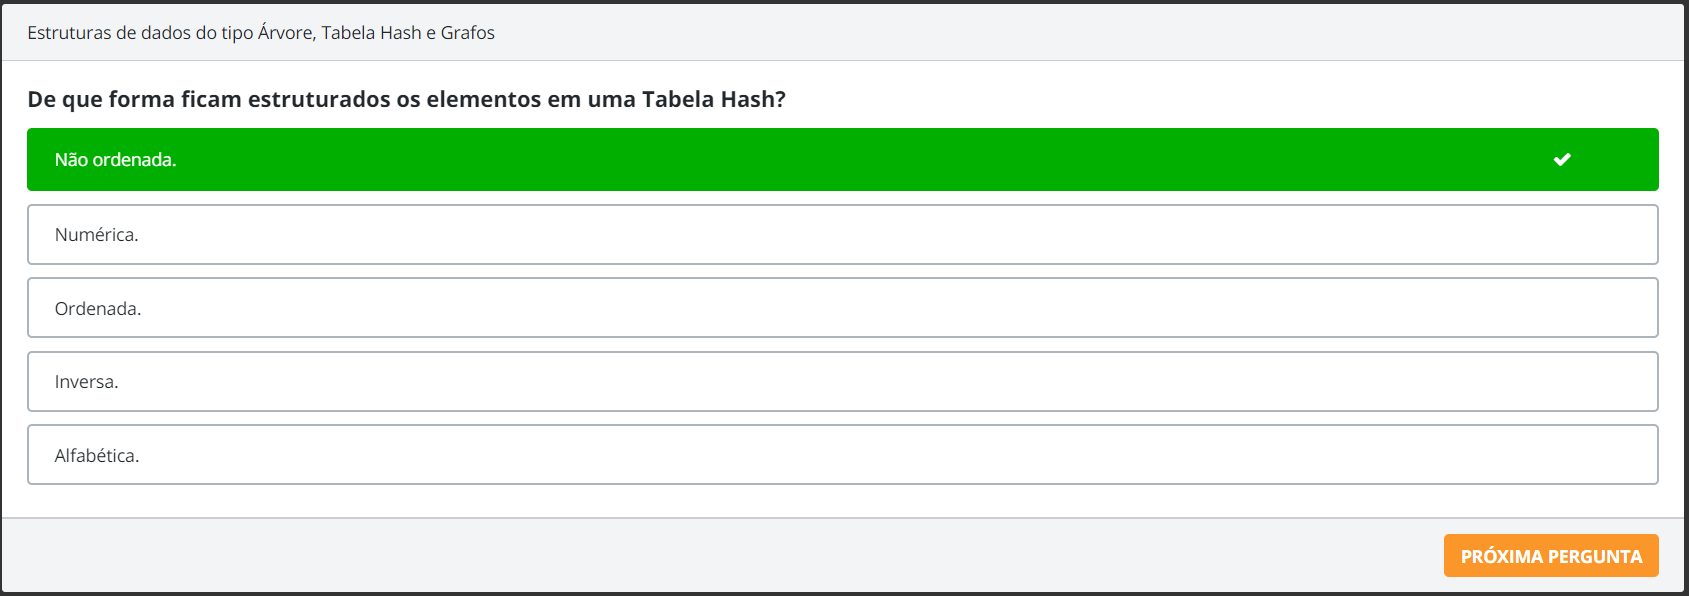 Estruturas de dados do tipo Árvore, Tabela Hash e Grafos
De que forma ficam estruturados os elementos em uma Tabela Hash?
Não ordenada.
Numérica.
Ordenada.
Inversa.
Alfabética.
PRÓXIMA PERGUNTA